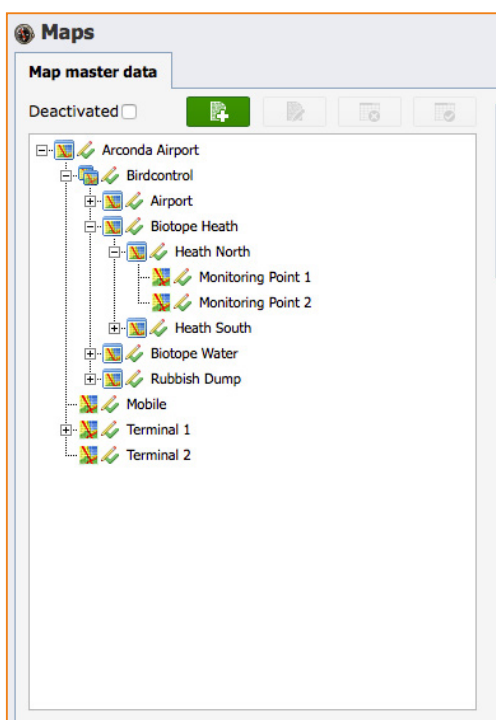 Maps
Map master data
Deactivated
Arconda Airport
Birdcontrol
Airport
Biotope Heath
Heath North
Monitoring Point 1
Monitoring Point 2
Heath South
Biotope Water
Rubbish Dump
Mobile
Terminal 1
Terminal 2